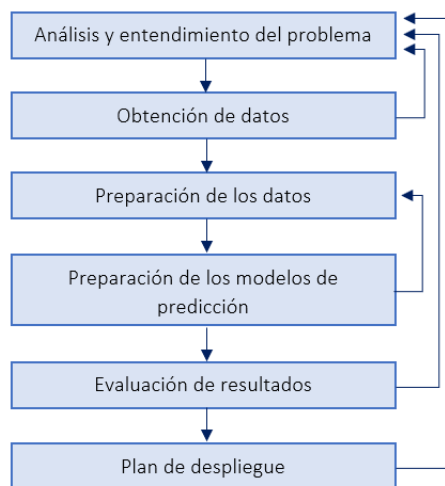 Análisis y entendimiento del problema
Obtención de datos
Preparación de los datos
Preparación de los modelos de
predicción
Evaluación de resultados
Plan de despliegue